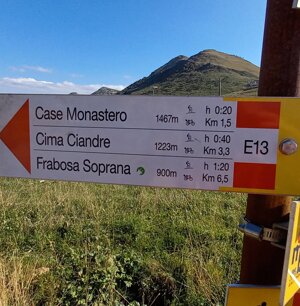 Case Monastero 1467m h 0:20 Km 1,5
Cima Ciandre 1223m h 0:40 Km 3,3
Frabosa Soprana 900m h 1:20 Km 6,5
E13